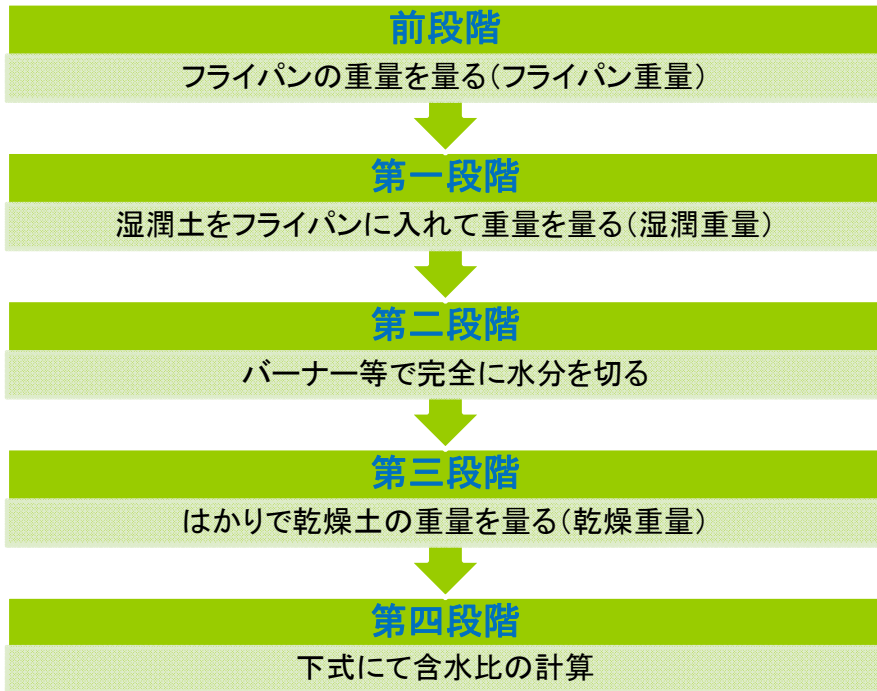 前段階
フライパンの重量を量る(フライパン重量)
第一段階
湿潤土をフライパンに入れて重量を量る(湿潤重量)
第二段階
バーナー等で完全に水分を切る
第三段階
はかりで乾燥土の重量を量る(乾燥重量)
第四段階
下式にて含水比の計算